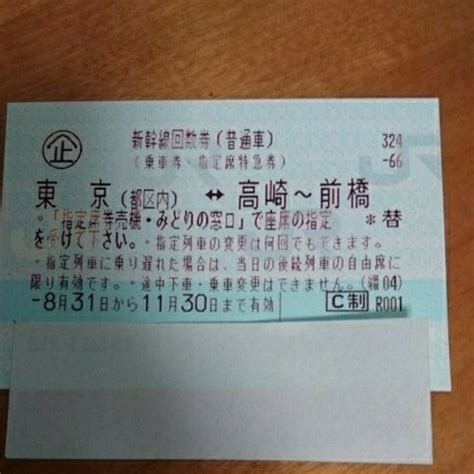 企 新幹線回数券(普通車) 324
(乗車券・指定席特急券) -66
東 京(都区内) ↔ 高崎~前橋
◦「指定席券売機・みどりの窓口」で座席の指定 *替
を受けて下さい。◦指定列車の変更は何回でもできます。
◦指定列車に乗り遅れた場合は、当日の後続列車の自由席に
限り有効です。◦途中下車・乗車変更はできません。(繦04)
-8月31日から11月30日まで有効 C制 R001